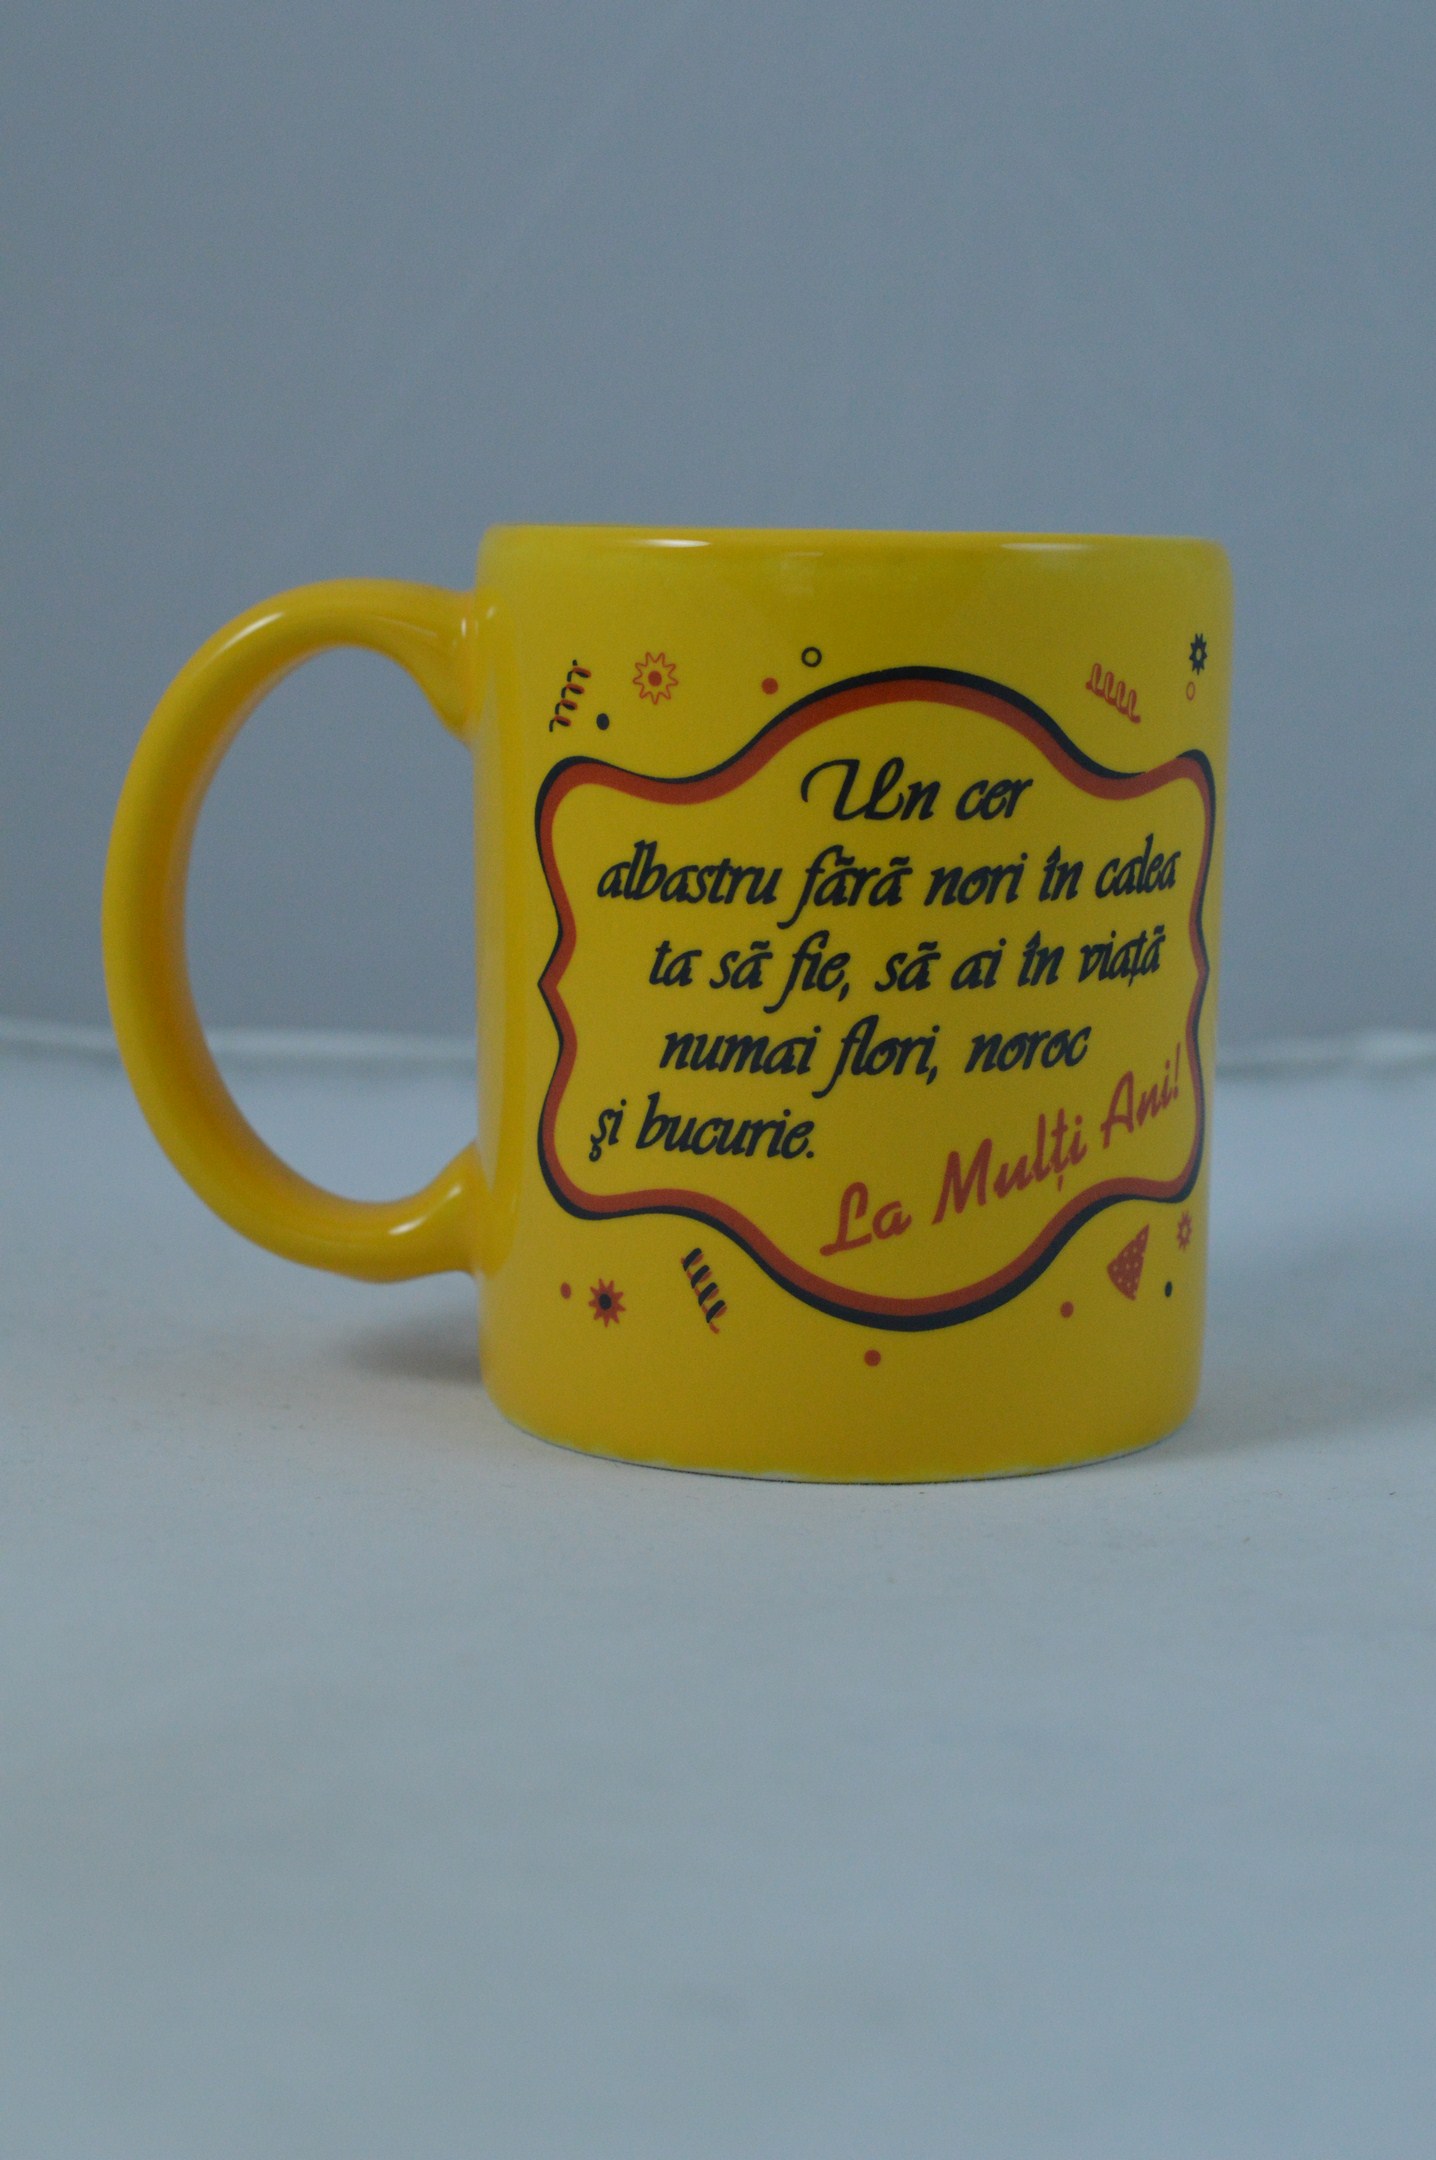 Un cer
albastru fără nori în calea
ta să fie, să ai în viață
numai flori, noroc
și bucurie.
La Mulți Ani!